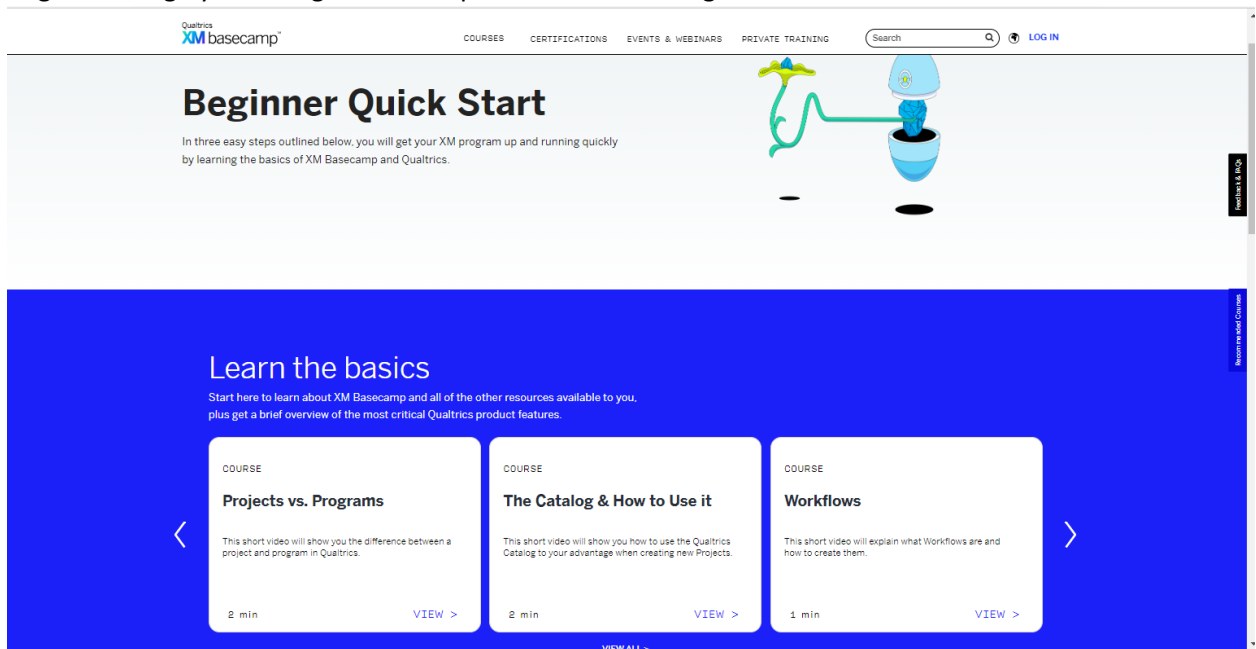 Qualtrics
XM basecamp™
COURSES CERTIFICATIONS EVENTS & WEBINARS PRIVATE TRAINING Search LOG IN
Beginner Quick Start
In three easy steps outlined below, you will get your XM program up and running quickly
by learning the basics of XM Basecamp and Qualtrics.
Feedback & FAQs
Recommended Courses
Learn the basics
Start here to learn about XM Basecamp and all of the other resources available to you,
plus get a brief overview of the most critical Qualtrics product features.
COURSE
Projects vs. Programs
This short video will show you the difference between a
project and program in Qualtrics.
2 min VIEW >
COURSE
The Catalog & How to Use it
This short video will show you how to use the Qualtrics
Catalog to your advantage when creating new Projects.
2 min VIEW >
COURSE
Workflows
This short video will explain what Workflows are and
how to create them.
1 min VIEW >
VIEW ALL >